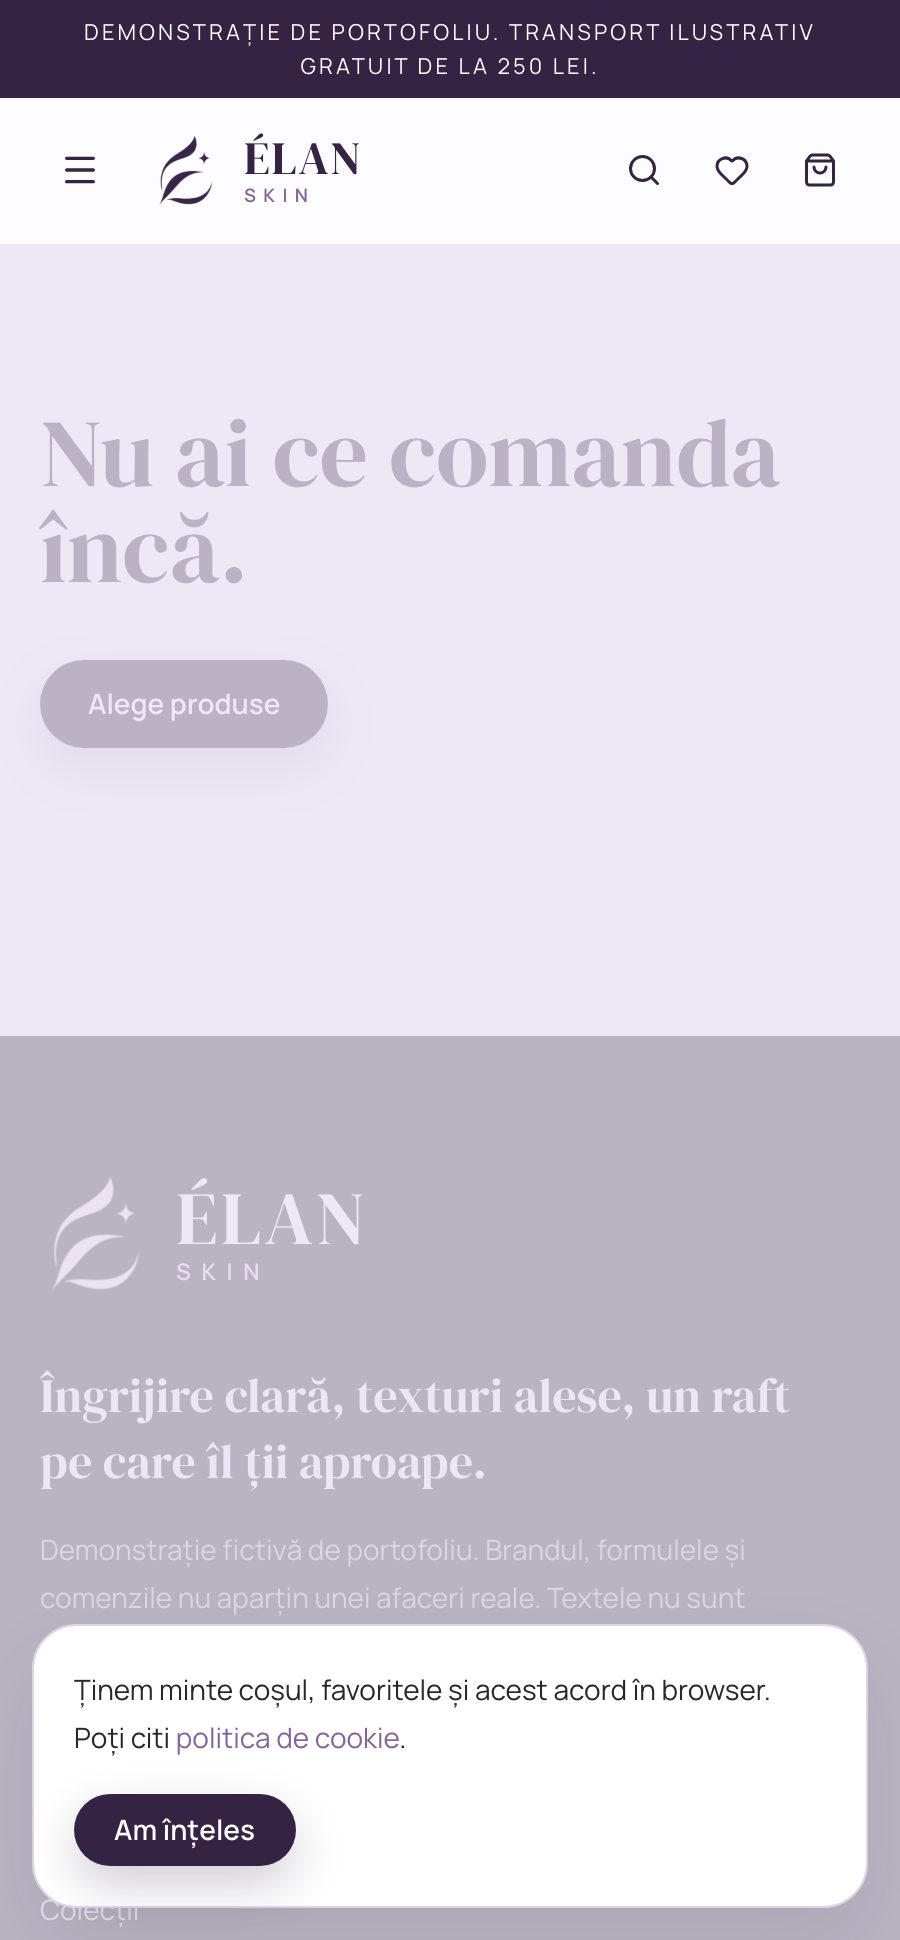 DEMONSTRAȚIE DE PORTOFOLIU. TRANSPORT ILUSTRATIV
GRATUIT DE LA 250 LEI.
ÉLAN
SKIN
Nu ai ce comanda
încă.
Alege produse
ÉLAN
SKIN
Îngrijire clară, texturi alese, un raft
pe care îl ții aproape.
Demonstrație fictivă de portofoliu. Brandul, formulele și
comenzile nu aparțin unei afaceri reale. Textele nu sunt
Ținem minte coșul, favoritele și acest acord în browser.
Poți citi politica de cookie.
Am înțeles
Colecții